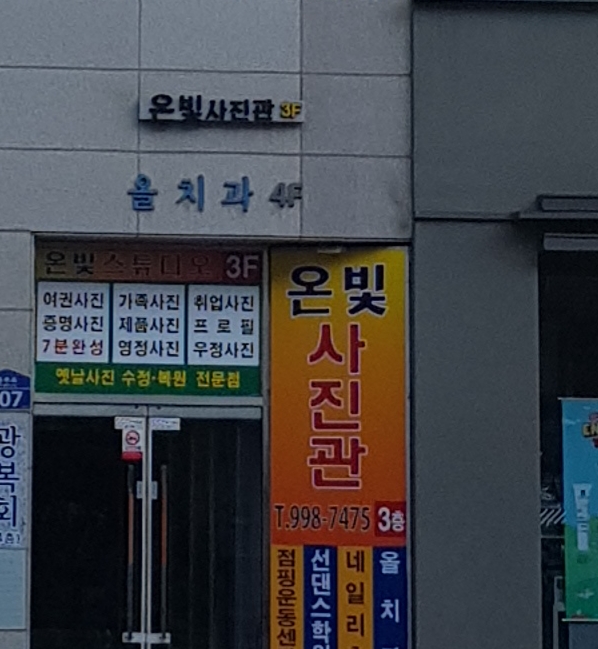 온빛사진관 3F
올치과 4F
온빛스튜디오 3F
여권사진 가족사진 취업사진
증명사진 제품사진 프로필
7분완성 영정사진 우정사진
옛날사진 수정·복원 전문점
온빛
사진관
T.998-7475 3층
07
광복회
점핑운동센
선댄스학원
네일리
올치